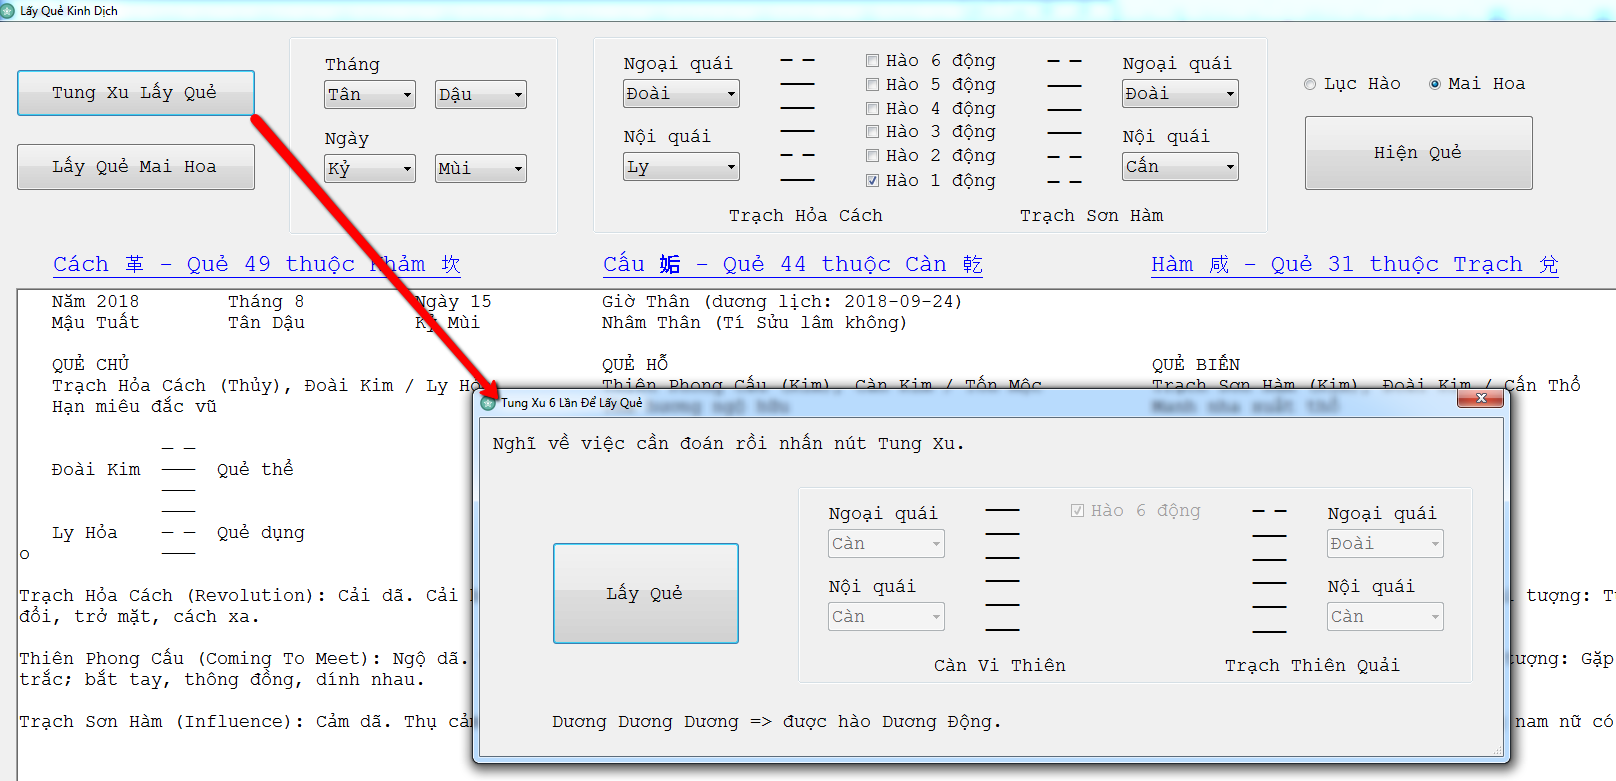 Lấy Quẻ Kinh Dịch
Tung Xu Lấy Quẻ
Lấy Quẻ Mai Hoa
Tháng
Tân Dậu
Ngày
Kỷ Mùi
Ngoại quái
Đoài
Nội quái
Ly
Hào 6 động
Hào 5 động
Hào 4 động
Hào 3 động
Hào 2 động
Hào 1 động
Ngoại quái
Đoài
Nội quái
Cấn
Trạch Hỏa Cách Trạch Sơn Hàm
Lục Hào Mai Hoa
Hiện Quẻ
Cách 革 - Quẻ 49 thuộc Khảm 坎
Cấu 姤 - Quẻ 44 thuộc Càn 乾
Hàm 咸 - Quẻ 31 thuộc Trạch 兌
Năm 2018 Tháng 8 Ngày 15 Giờ Thân (dương lịch: 2018-09-24)
Mậu Tuất Tân Dậu Kỷ Mùi Nhâm Thân (Tí Sửu lâm không)
QUẺ CHỦ QUẺ HỖ QUẺ BIẾN
Trạch Hỏa Cách (Thủy), Đoài Kim / Ly Hỏ Thiên Phong Cấu (Kim), Càn Kim / Tốn Mộc Trạch Sơn Hàm (Kim), Đoài Kim / Cấn Thổ
Hạn miêu đắc vũ
Đoài Kim Quẻ thể
Ly Hỏa Quẻ dụng
o
Trạch Hỏa Cách (Revolution): Cải dã. Cải tượng:
đổi, trở mặt, cách xa.
Thiên Phong Cấu (Coming To Meet): Ngộ dã. tượng: Gặp
trắc; bắt tay, thông đồng, dính nhau.
Trạch Sơn Hàm (Influence): Cảm dã. Thụ cảm nam nữ có
Tung Xu 6 Lần Để Lấy Quẻ
Nghĩ về việc cần đoán rồi nhấn nút Tung Xu.
Lấy Quẻ
Ngoại quái
Càn
Nội quái
Càn
Hào 6 động
Ngoại quái
Đoài
Nội quái
Càn
Càn Vi Thiên Trạch Thiên Quải
Dương Dương Dương => được hào Dương Động.